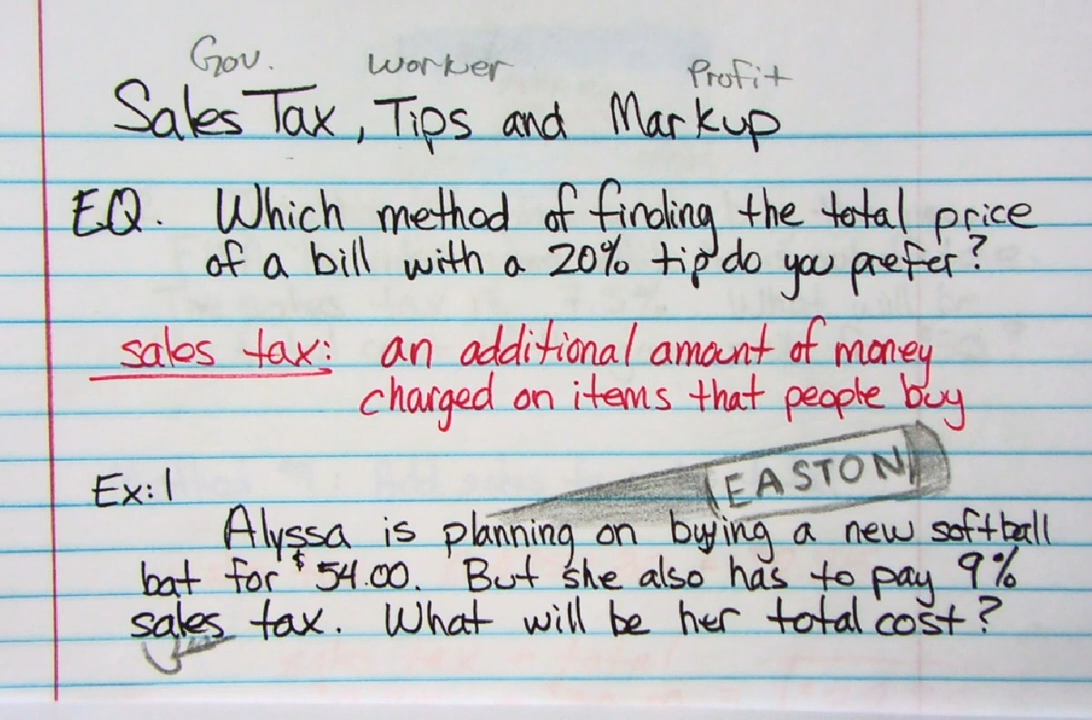 Gov. Worker Profit
Sales Tax, Tips and Markup
EQ. Which method of finding the total price
of a bill with a 20% tip do you prefer?
sales tax: an additional amount of money
charged on items that people buy
EASTON
Ex:1
Alyssa is planning on buying a new softball
bat for $54.00. But she also has to pay 9%
sales tax. What will be her total cost?